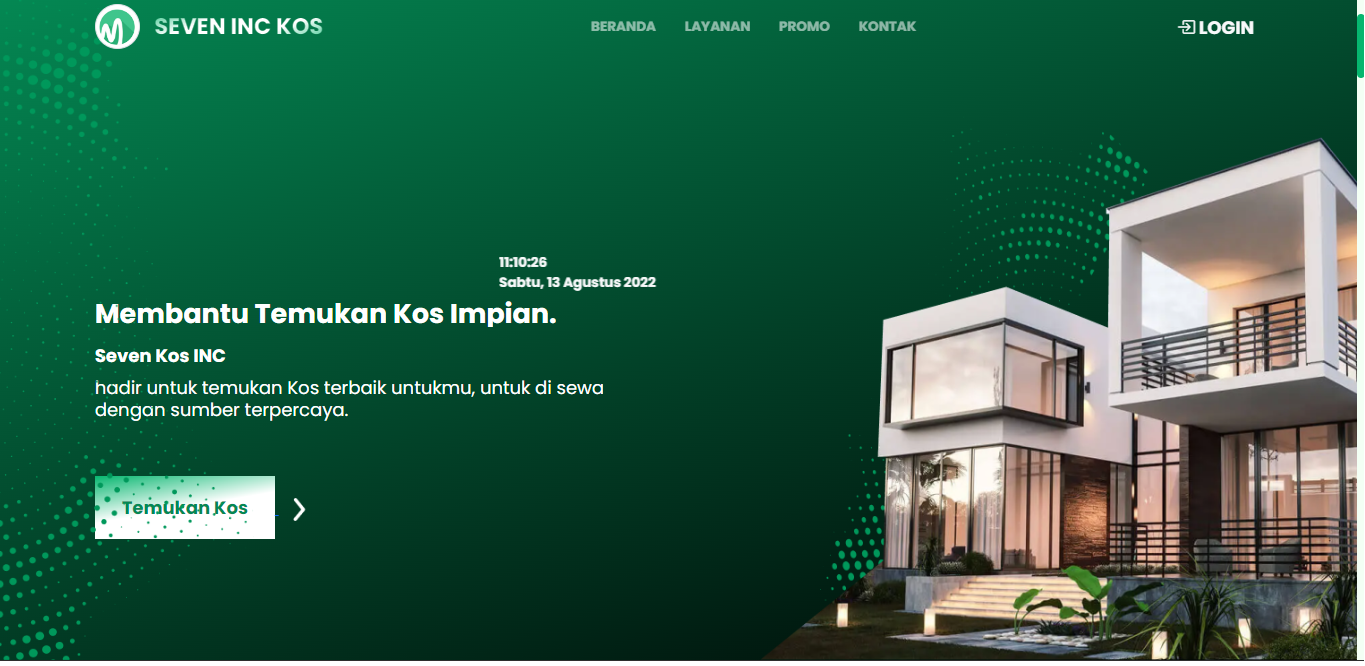 SEVEN INC KOS
BERANDA LAYANAN PROMO KONTAK
LOGIN
11:10:26
Sabtu, 13 Agustus 2022
Membantu Temukan Kos Impian.
Seven Kos INC
hadir untuk temukan Kos terbaik untukmu, untuk di sewa
dengan sumber terpercaya.
Temukan Kos